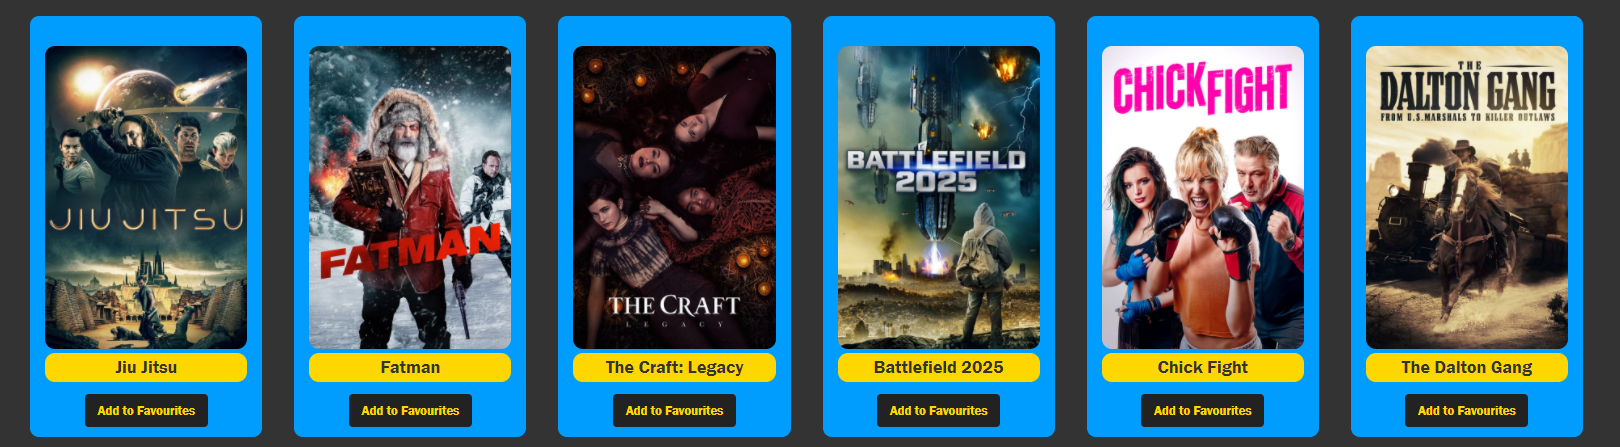 JIU JITSU
Jiu Jitsu
Add to Favourites
FATMAN
Fatman
Add to Favourites
THE CRAFT
LEGACY
The Craft: Legacy
Add to Favourites
BATTLEFIELD
2025
Battlefield 2025
Add to Favourites
CHICK FIGHT
Chick Fight
Add to Favourites
THE
DALTON GANG
FROM U.S. MARSHALS TO KILLER OUTLAWS
The Dalton Gang
Add to Favourites